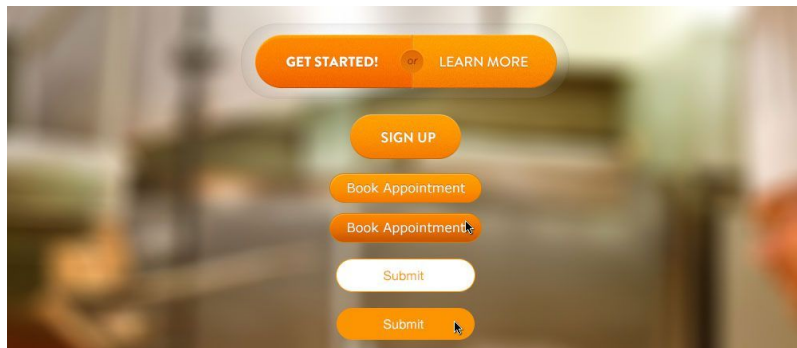 GET STARTED! or LEARN MORE
SIGN UP
Book Appointment
Book Appointment
Submit
Submit